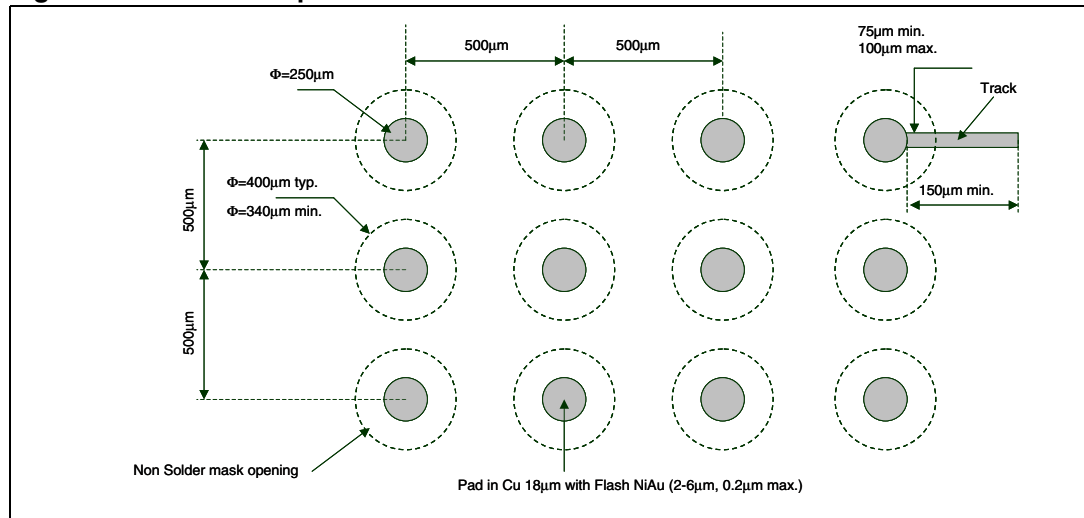 500µm
500µm
75µm min.
100µm max.
Φ=250µm
Track
Φ=400µm typ.
Φ=340µm min.
150µm min.
500µm
500µm
Non Solder mask opening
Pad in Cu 18µm with Flash NiAu (2-6µm, 0.2µm max.)